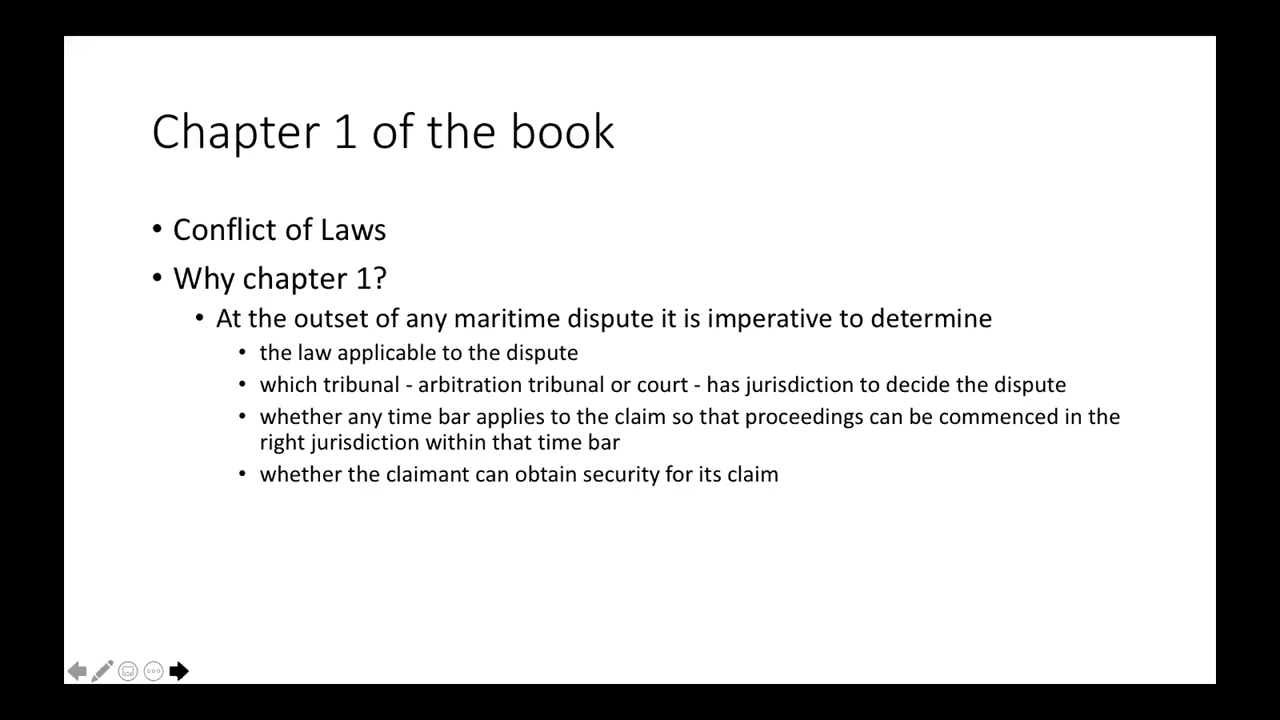 Chapter 1 of the book
• Conflict of Laws
• Why chapter 1?
• At the outset of any maritime dispute it is imperative to determine
• the law applicable to the dispute
• which tribunal - arbitration tribunal or court - has jurisdiction to decide the dispute
• whether any time bar applies to the claim so that proceedings can be commenced in the
right jurisdiction within that time bar
• whether the claimant can obtain security for its claim